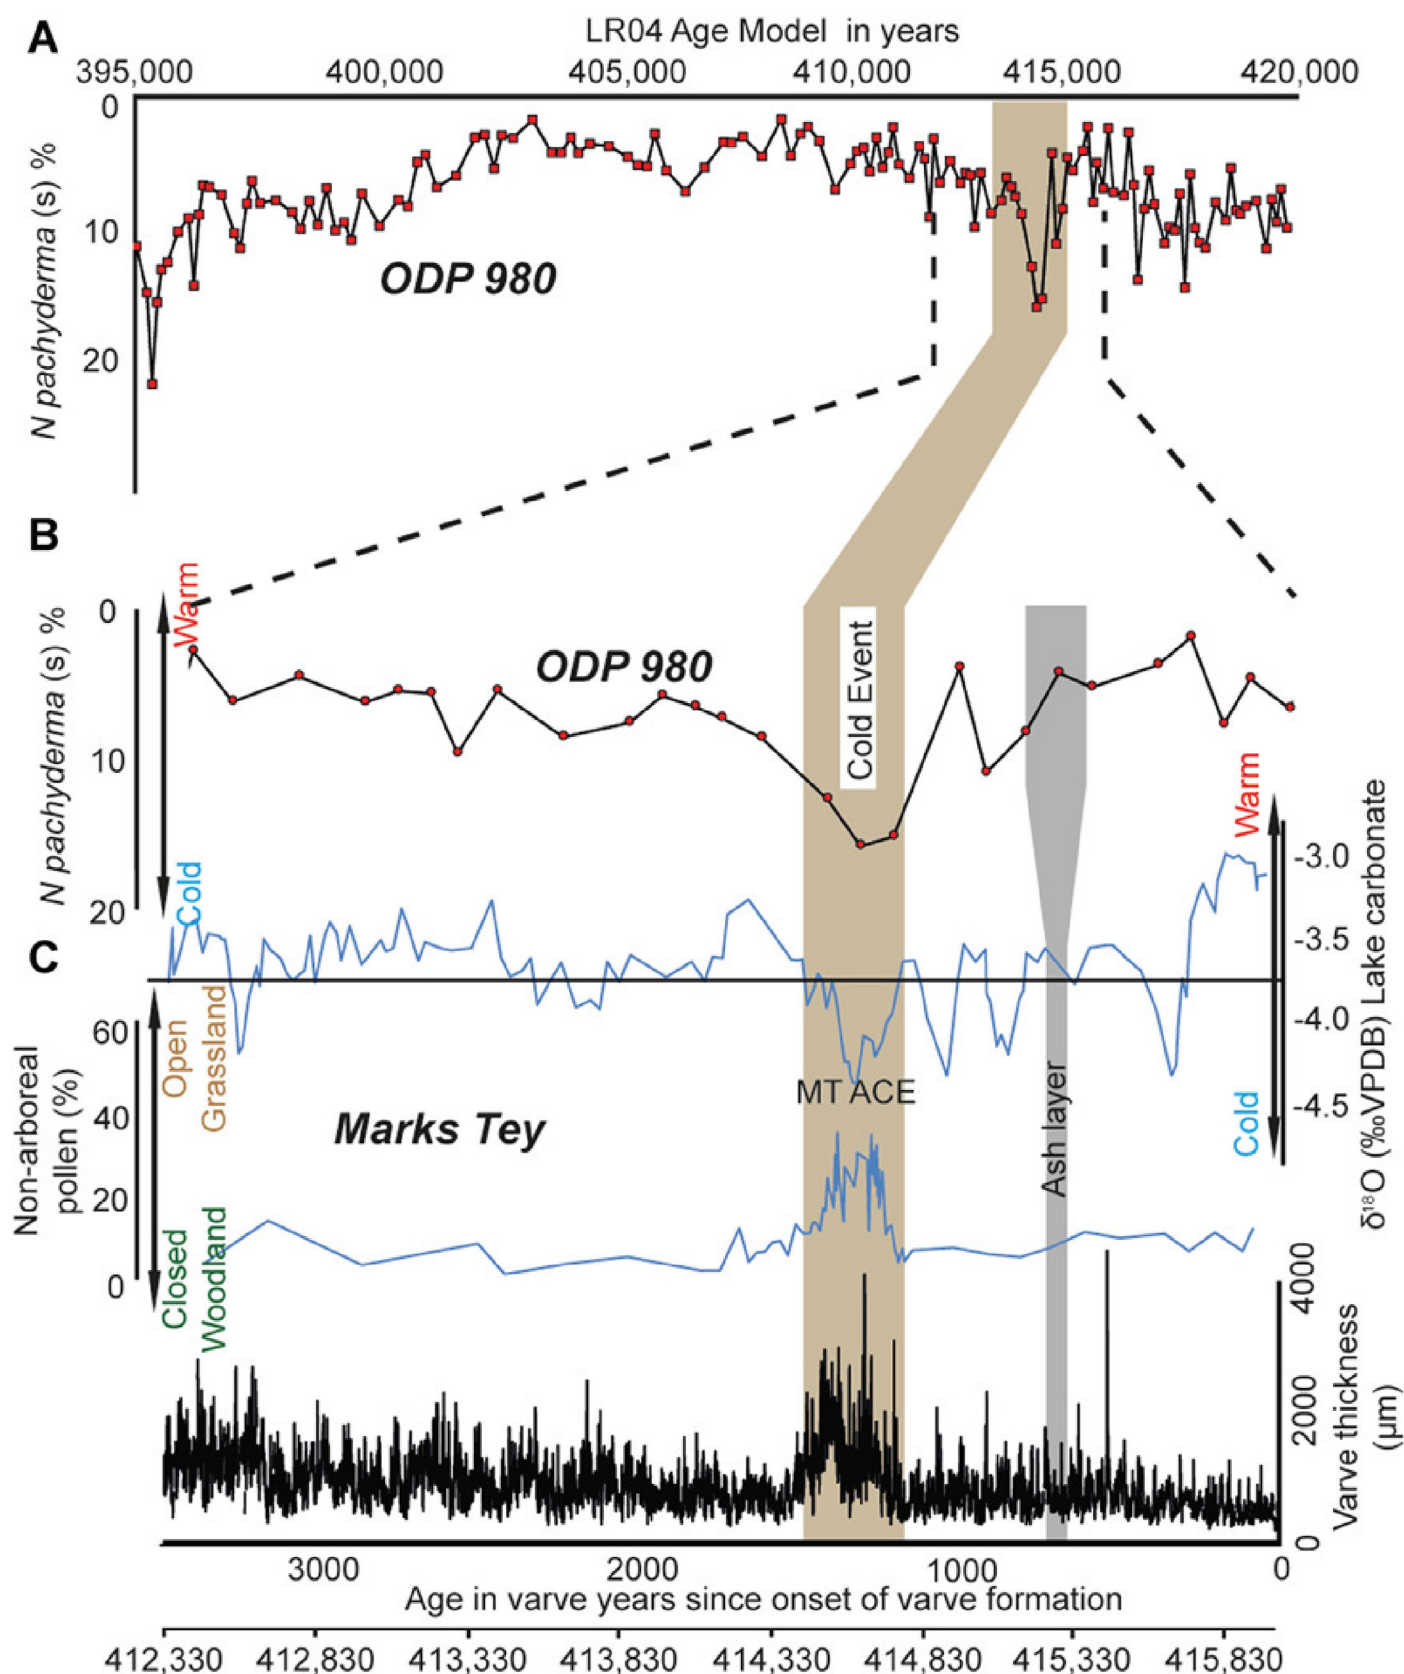 A
LR04 Age Model in years
395,000 400,000 405,000 410,000 415,000 420,000
N pachyderma (s) %
0
10
20
ODP 980
B
N pachyderma (s) %
0
10
20
Warm
Cold
ODP 980
Cold Event
Warm
Cold
-3.0
-3.5
-4.0
-4.5
δ¹⁸O (‰VPDB) Lake carbonate
C
Non-arboreal
pollen (%)
60
40
20
0
Open
Grassland
Closed
Woodland
Marks Tey
MT ACE
Ash layer
4000
2000
0
Varve thickness
(µm)
3000 2000 1000 0
Age in varve years since onset of varve formation
412,330 412,830 413,330 413,830 414,330 414,830 415,330 415,830